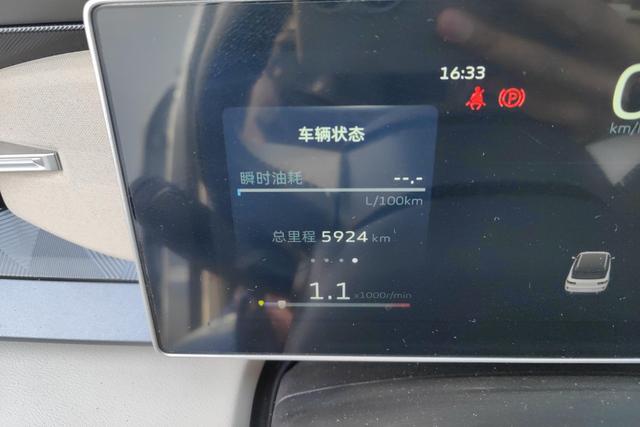 16:33
(P)
0
km/h
车辆状态
瞬时油耗 --.-
L/100km
总里程 5924 km
1.1 x1000r/min